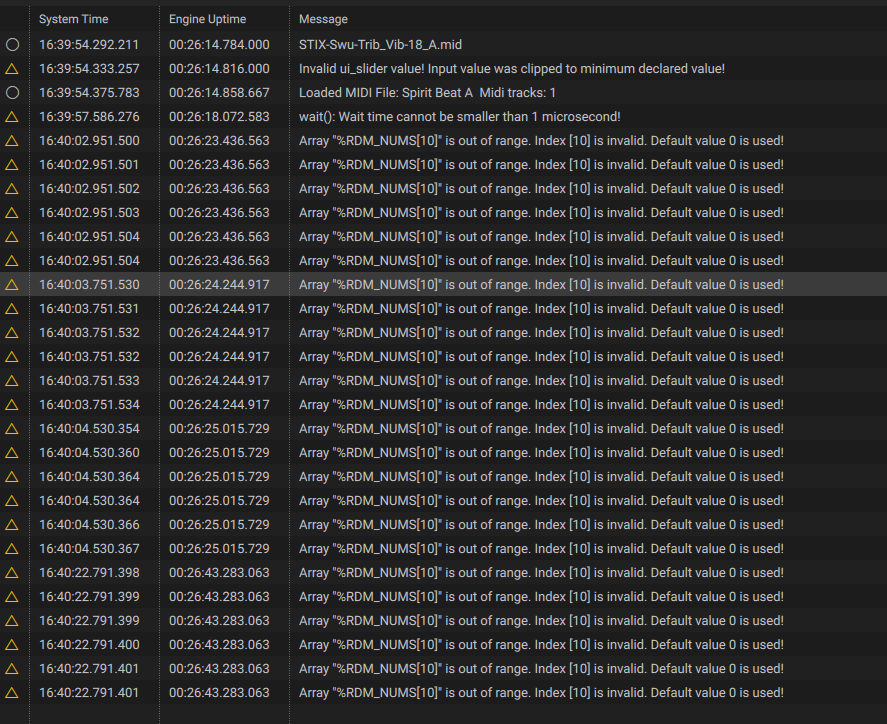 System Time Engine Uptime Message
16:39:54.292.211 00:26:14.784.000 STIX-Swu-Trib_Vib-18_A.mid
16:39:54.333.257 00:26:14.816.000 Invalid ui_slider value! Input value was clipped to minimum declared value!
16:39:54.375.783 00:26:14.858.667 Loaded MIDI File: Spirit Beat A  Midi tracks: 1
16:39:57.586.276 00:26:18.072.583 wait(): Wait time cannot be smaller than 1 microsecond!
16:40:02.951.500 00:26:23.436.563 Array "%RDM_NUMS[10]" is out of range. Index [10] is invalid. Default value 0 is used!
16:40:02.951.501 00:26:23.436.563 Array "%RDM_NUMS[10]" is out of range. Index [10] is invalid. Default value 0 is used!
16:40:02.951.502 00:26:23.436.563 Array "%RDM_NUMS[10]" is out of range. Index [10] is invalid. Default value 0 is used!
16:40:02.951.503 00:26:23.436.563 Array "%RDM_NUMS[10]" is out of range. Index [10] is invalid. Default value 0 is used!
16:40:02.951.504 00:26:23.436.563 Array "%RDM_NUMS[10]" is out of range. Index [10] is invalid. Default value 0 is used!
16:40:02.951.504 00:26:23.436.563 Array "%RDM_NUMS[10]" is out of range. Index [10] is invalid. Default value 0 is used!
16:40:03.751.530 00:26:24.244.917 Array "%RDM_NUMS[10]" is out of range. Index [10] is invalid. Default value 0 is used!
16:40:03.751.531 00:26:24.244.917 Array "%RDM_NUMS[10]" is out of range. Index [10] is invalid. Default value 0 is used!
16:40:03.751.532 00:26:24.244.917 Array "%RDM_NUMS[10]" is out of range. Index [10] is invalid. Default value 0 is used!
16:40:03.751.532 00:26:24.244.917 Array "%RDM_NUMS[10]" is out of range. Index [10] is invalid. Default value 0 is used!
16:40:03.751.533 00:26:24.244.917 Array "%RDM_NUMS[10]" is out of range. Index [10] is invalid. Default value 0 is used!
16:40:03.751.534 00:26:24.244.917 Array "%RDM_NUMS[10]" is out of range. Index [10] is invalid. Default value 0 is used!
16:40:04.530.354 00:26:25.015.729 Array "%RDM_NUMS[10]" is out of range. Index [10] is invalid. Default value 0 is used!
16:40:04.530.360 00:26:25.015.729 Array "%RDM_NUMS[10]" is out of range. Index [10] is invalid. Default value 0 is used!
16:40:04.530.364 00:26:25.015.729 Array "%RDM_NUMS[10]" is out of range. Index [10] is invalid. Default value 0 is used!
16:40:04.530.364 00:26:25.015.729 Array "%RDM_NUMS[10]" is out of range. Index [10] is invalid. Default value 0 is used!
16:40:04.530.366 00:26:25.015.729 Array "%RDM_NUMS[10]" is out of range. Index [10] is invalid. Default value 0 is used!
16:40:04.530.367 00:26:25.015.729 Array "%RDM_NUMS[10]" is out of range. Index [10] is invalid. Default value 0 is used!
16:40:22.791.398 00:26:43.283.063 Array "%RDM_NUMS[10]" is out of range. Index [10] is invalid. Default value 0 is used!
16:40:22.791.399 00:26:43.283.063 Array "%RDM_NUMS[10]" is out of range. Index [10] is invalid. Default value 0 is used!
16:40:22.791.399 00:26:43.283.063 Array "%RDM_NUMS[10]" is out of range. Index [10] is invalid. Default value 0 is used!
16:40:22.791.400 00:26:43.283.063 Array "%RDM_NUMS[10]" is out of range. Index [10] is invalid. Default value 0 is used!
16:40:22.791.401 00:26:43.283.063 Array "%RDM_NUMS[10]" is out of range. Index [10] is invalid. Default value 0 is used!
16:40:22.791.401 00:26:43.283.063 Array "%RDM_NUMS[10]" is out of range. Index [10] is invalid. Default value 0 is used!